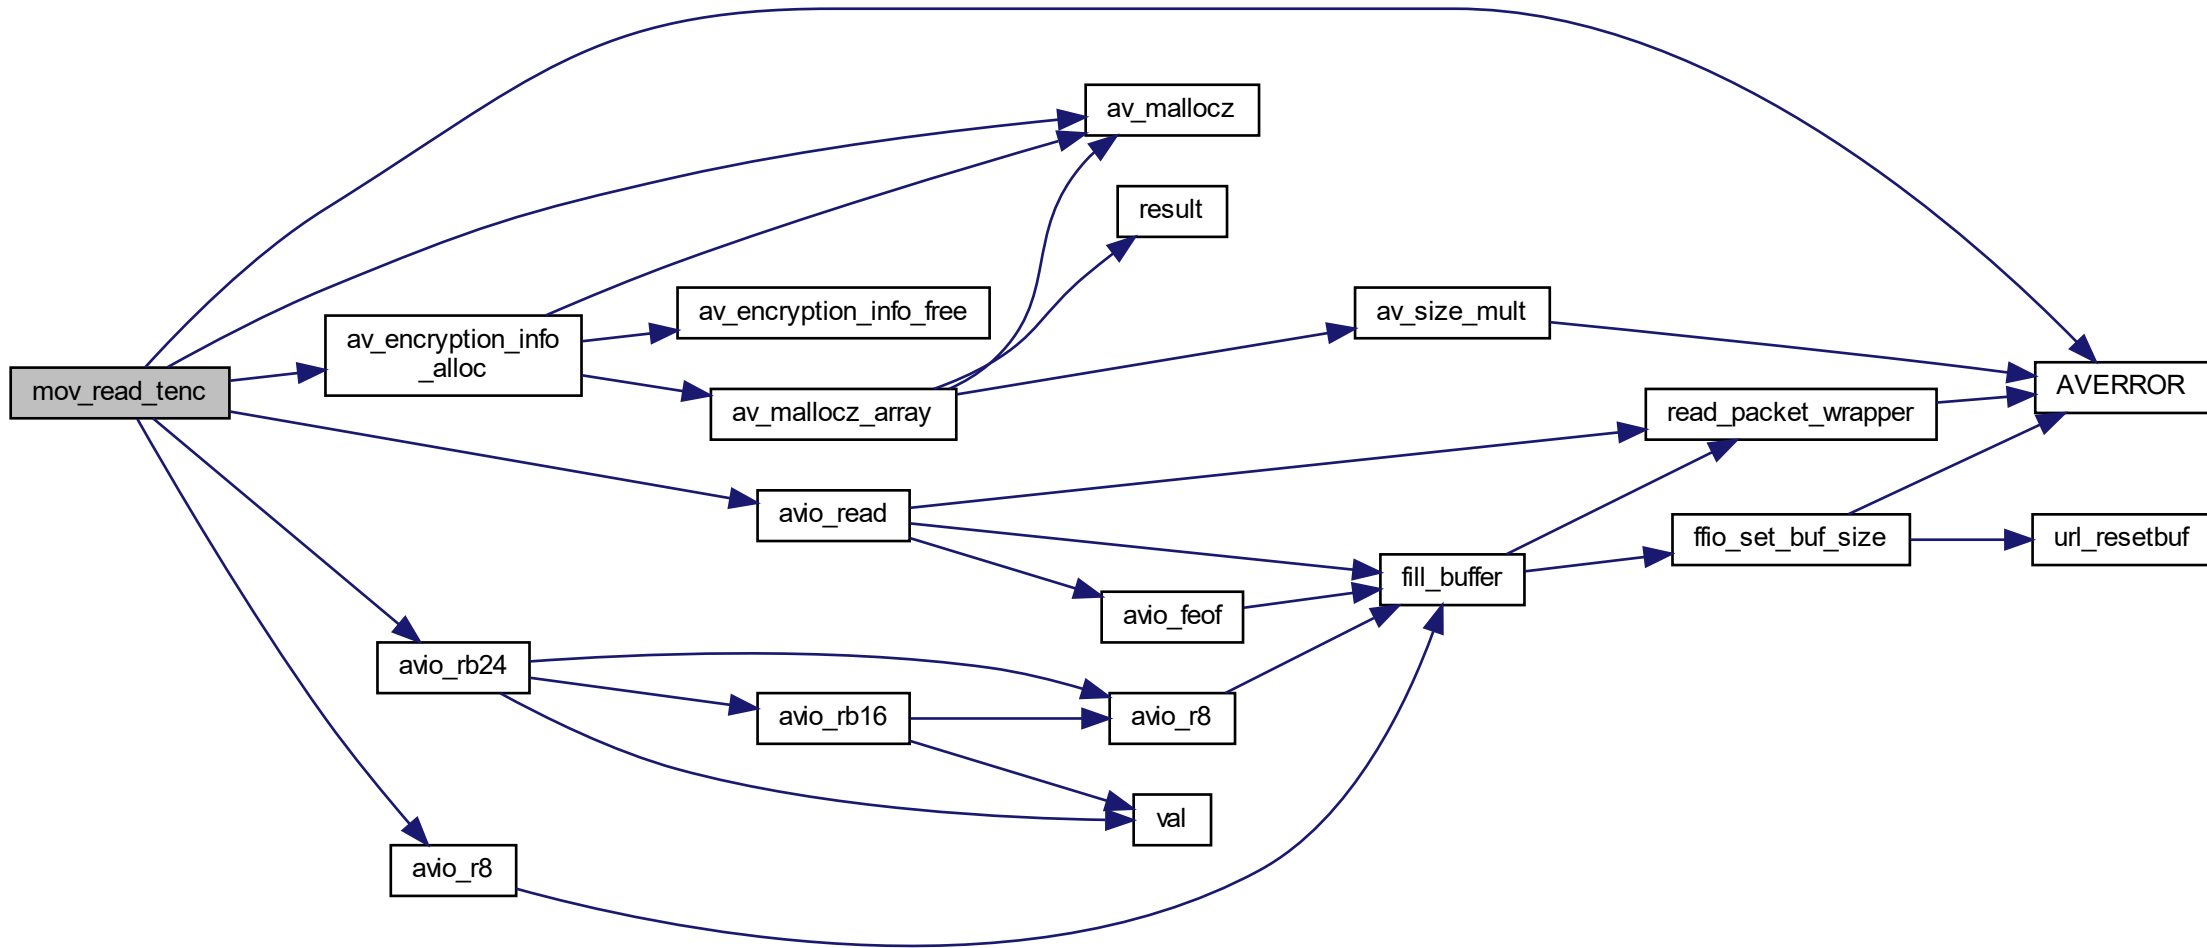 av_mallocz
result
av_encryption_info_free
av_size_mult
av_encryption_info
_alloc
mov_read_tenc
AVERROR
av_mallocz_array
read_packet_wrapper
avio_read
ffio_set_buf_size
url_resetbuf
fill_buffer
avio_feof
avio_rb24
avio_rb16
avio_r8
val
avio_r8